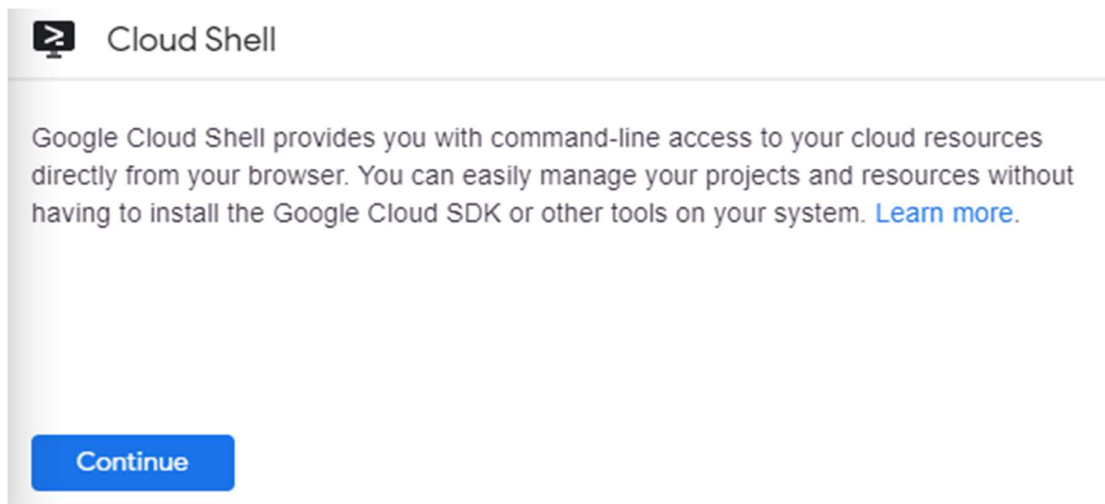 Cloud Shell
Google Cloud Shell provides you with command-line access to your cloud resources
directly from your browser. You can easily manage your projects and resources without
having to install the Google Cloud SDK or other tools on your system. Learn more.
Continue